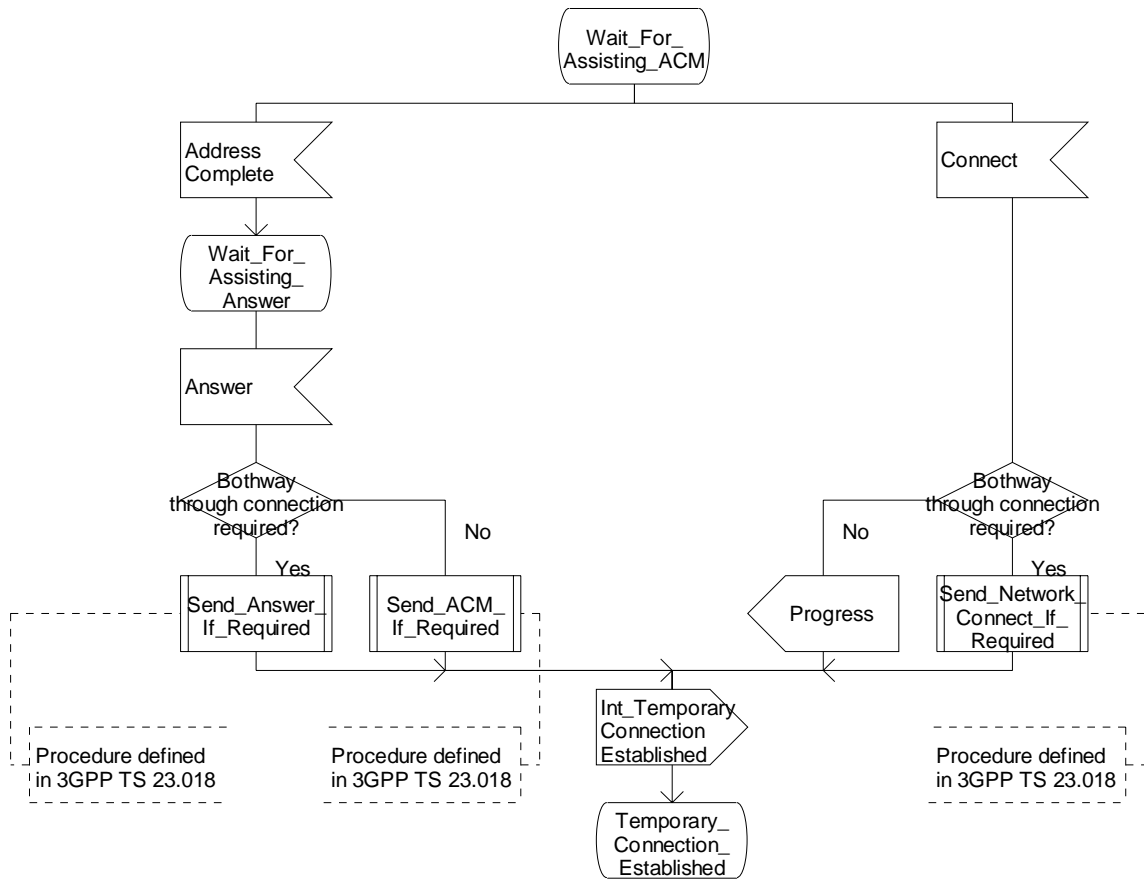 Wait_For_
Assisting_ACM
Address
Complete
Connect
Wait_For_
Assisting_
Answer
Answer
Bothway
through connection
required?
Bothway
through connection
required?
No
No
Yes
Yes
Send_Answer_
If_Required
Send_ACM_
If_Required
Progress
Send_Network_
Connect_If_
Required
Int_Temporary
Connection
Established
Procedure defined
in 3GPP TS 23.018
Procedure defined
in 3GPP TS 23.018
Procedure defined
in 3GPP TS 23.018
Temporary_
Connection_
Established